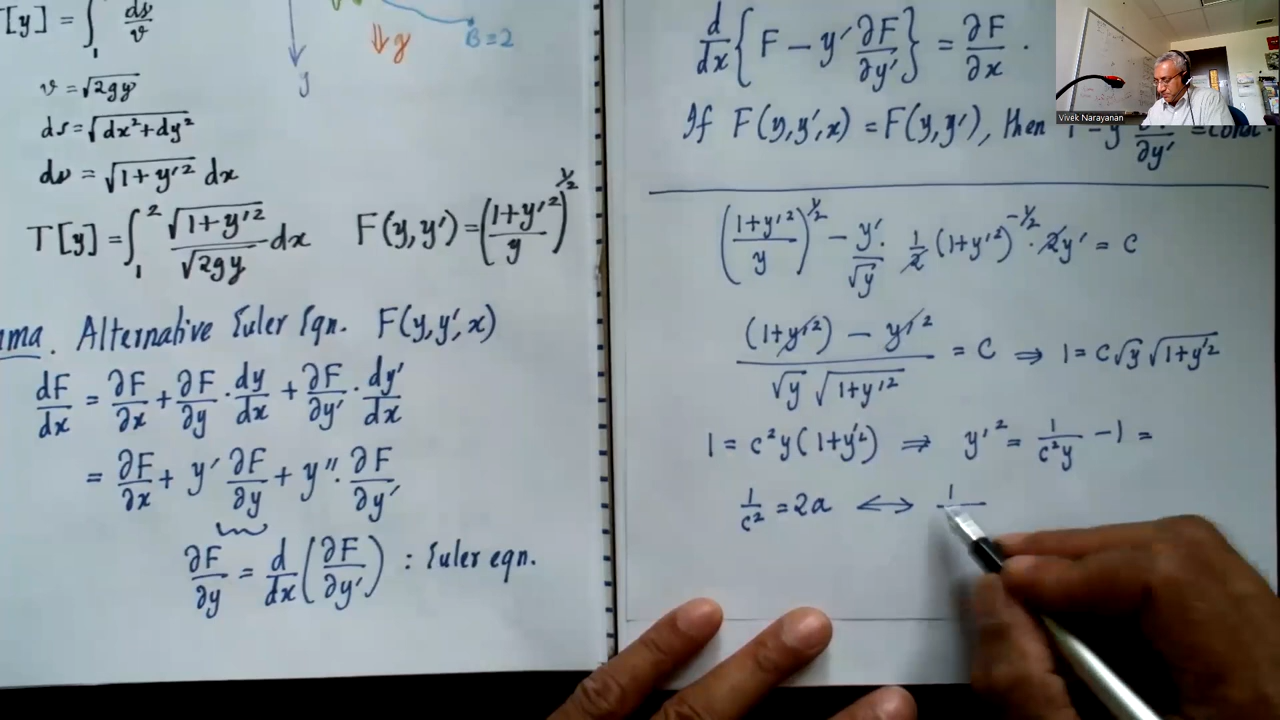 T[y] = ∫₁ ds/v
B=2
g
y
v = √2gy
ds = √dx²+dy²
ds = √1+y'² dx
T[y] = ∫₁² √1+y'² / √2gy dx F(y,y') = ((1+y'²)/y)^1/2
Alternative Euler Eqn. F(y,y',x)
dF/dx = ∂F/∂x + ∂F/∂y · dy/dx + ∂F/∂y' · dy'/dx
= ∂F/∂x + y' ∂F/∂y + y'' · ∂F/∂y'
∂F/∂y = d/dx (∂F/∂y') : Euler eqn.
d/dx {F − y' ∂F/∂y'} = ∂F/∂x .
If F(y,y',x) = F(y,y'), then
((1+y'²)/y)^1/2 − y'/√y · 1/2 (1+y'²)^-1/2 · 2y' = c
((1+y'²) − y'²) / (√y √1+y'²) = c ⇒ 1 = c√y √1+y'²
1 = c²y(1+y'²) ⇒ y'² = 1/c²y − 1 =
1/c² = 2a ⟷ 1
Vivek Narayanan